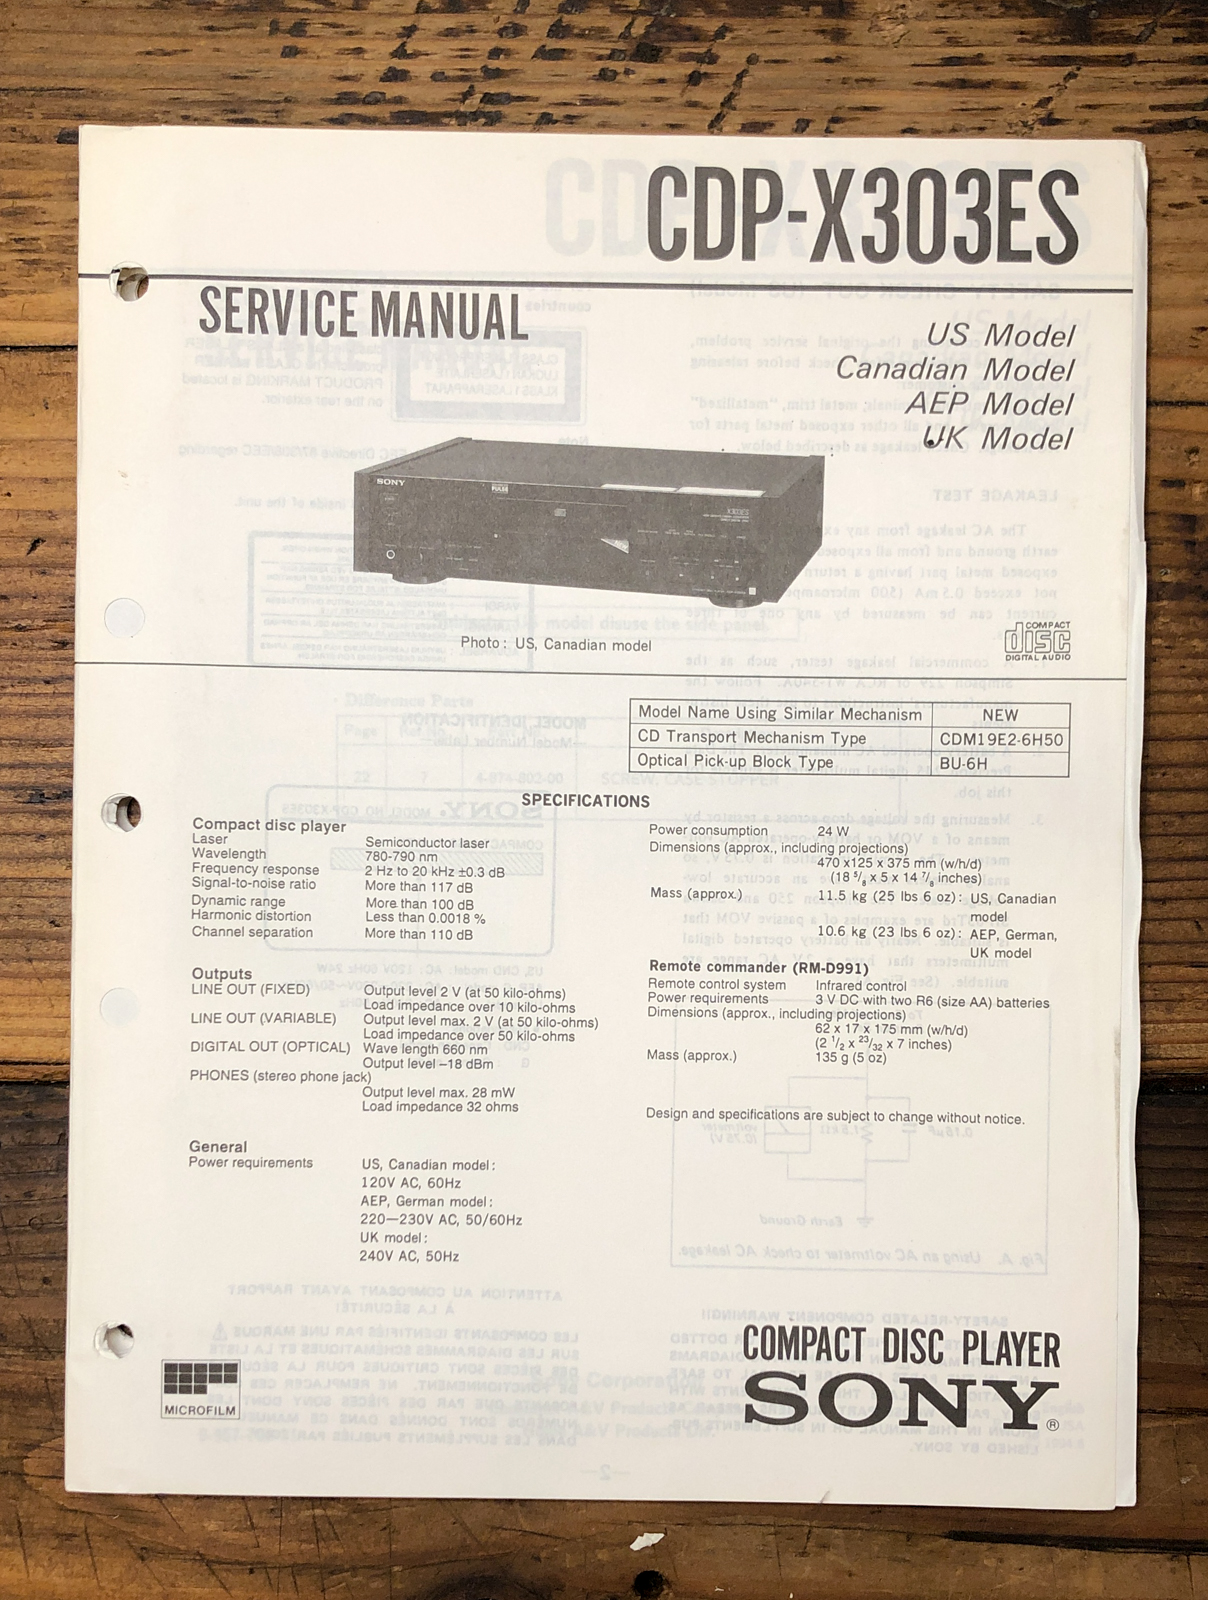 CDP-X303ES
SERVICE MANUAL
US Model
Canadian Model
AEP Model
UK Model
SONY
PULSE
X303ES
Photo : US, Canadian model
COMPACT
disc
DIGITAL AUDIO
Model Name Using Similar Mechanism NEW
CD Transport Mechanism Type CDM19E2-6H50
Optical Pick-up Block Type BU-6H
SPECIFICATIONS
Compact disc player
Laser Semiconductor laser
Wavelength 780-790 nm
Frequency response 2 Hz to 20 kHz ±0.3 dB
Signal-to-noise ratio More than 117 dB
Dynamic range More than 100 dB
Harmonic distortion Less than 0.0018 %
Channel separation More than 110 dB
Outputs
LINE OUT (FIXED) Output level 2 V (at 50 kilo-ohms)
Load impedance over 10 kilo-ohms
LINE OUT (VARIABLE) Output level max. 2 V (at 50 kilo-ohms)
Load impedance over 50 kilo-ohms
DIGITAL OUT (OPTICAL) Wave length 660 nm
Output level –18 dBm
PHONES (stereo phone jack)
Output level max. 28 mW
Load impedance 32 ohms
General
Power requirements US, Canadian model :
120V AC, 60Hz
AEP, German model :
220—230V AC, 50/60Hz
UK model :
240V AC, 50Hz
Power consumption 24 W
Dimensions (approx., including projections)
470 x125 x 375 mm (w/h/d)
(18 5/8 x 5 x 14 7/8 inches)
Mass (approx.) 11.5 kg (25 lbs 6 oz) : US, Canadian
model
10.6 kg (23 lbs 6 oz) : AEP, German,
UK model
Remote commander (RM-D991)
Remote control system Infrared control
Power requirements 3 V DC with two R6 (size AA) batteries
Dimensions (approx., including projections)
62 x 17 x 175 mm (w/h/d)
(2 1/2 x 23/32 x 7 inches)
Mass (approx.) 135 g (5 oz)
Design and specifications are subject to change without notice.
MICROFILM
COMPACT DISC PLAYER
SONY®